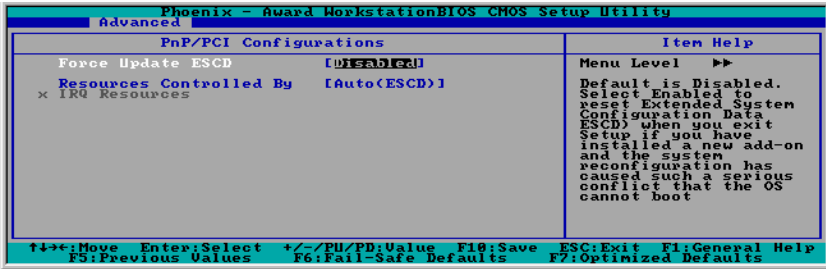 Phoenix - Award WorkstationBIOS CMOS Setup Utility
Advanced
PnP/PCI Configurations
Item Help
Force Update ESCD [Disabled]
Resources Controlled By [Auto(ESCD)]
x IRQ Resources
Menu Level ▶▶
Default is Disabled.
Select Enabled to
reset Extended System
Configuration Data
ESCD) when you exit
Setup if you have
installed a new add-on
and the system
reconfiguration has
caused such a serious
conflict that the OS
cannot boot
↑↓→←:Move Enter:Select +/-/PU/PD:Value F10:Save ESC:Exit F1:General Help
F5:Previous Values F6:Fail-Safe Defaults F7:Optimized Defaults